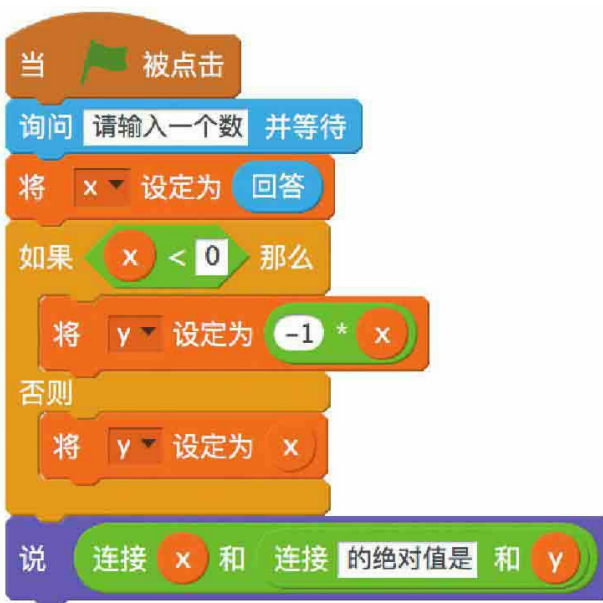 当 被点击
询问 请输入一个数 并等待
将 x 设定为 回答
如果 x < 0 那么
将 y 设定为 -1 * x
否则
将 y 设定为 x
说 连接 x 和 连接 的绝对值是 和 y